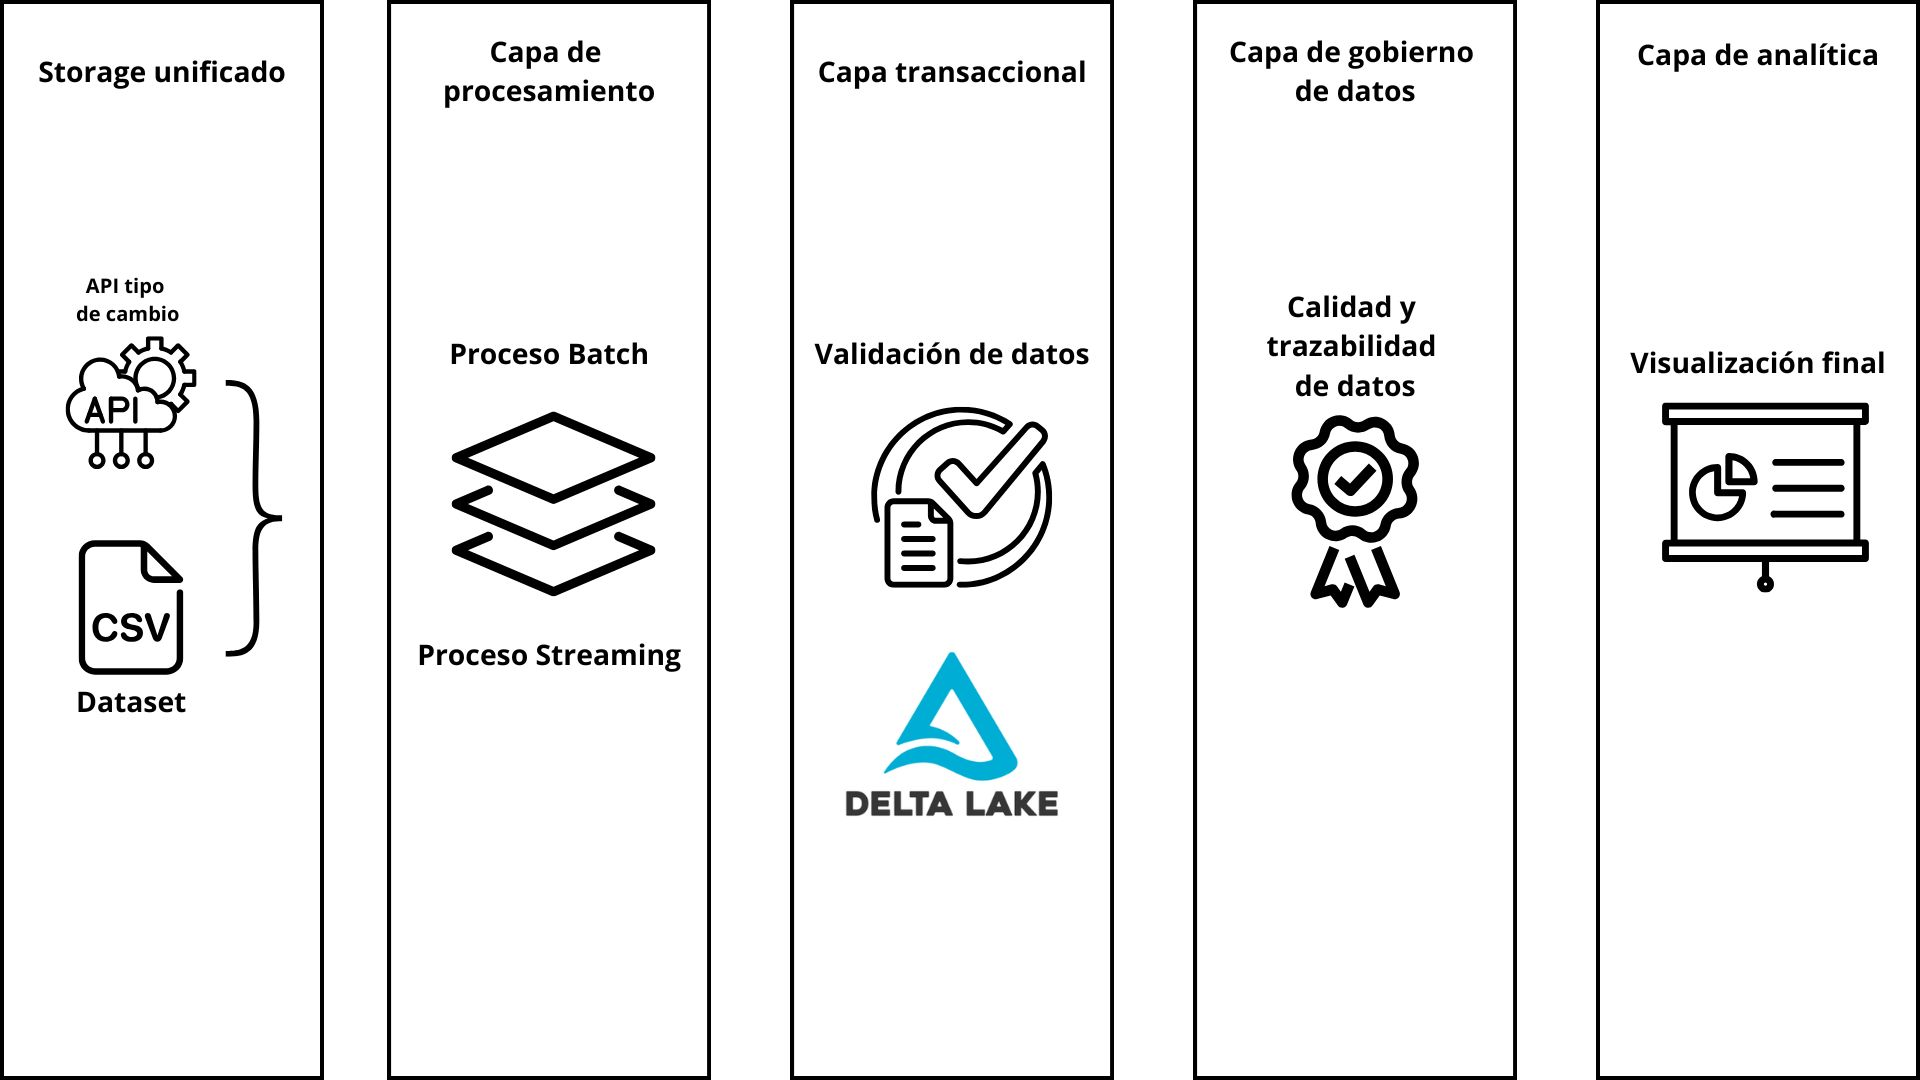 Storage unificado
API tipo
de cambio
API
CSV
Dataset
Capa de
procesamiento
Proceso Batch
Proceso Streaming
Capa transaccional
Validación de datos
DELTA LAKE
Capa de gobierno
de datos
Calidad y
trazabilidad
de datos
Capa de analítica
Visualización final